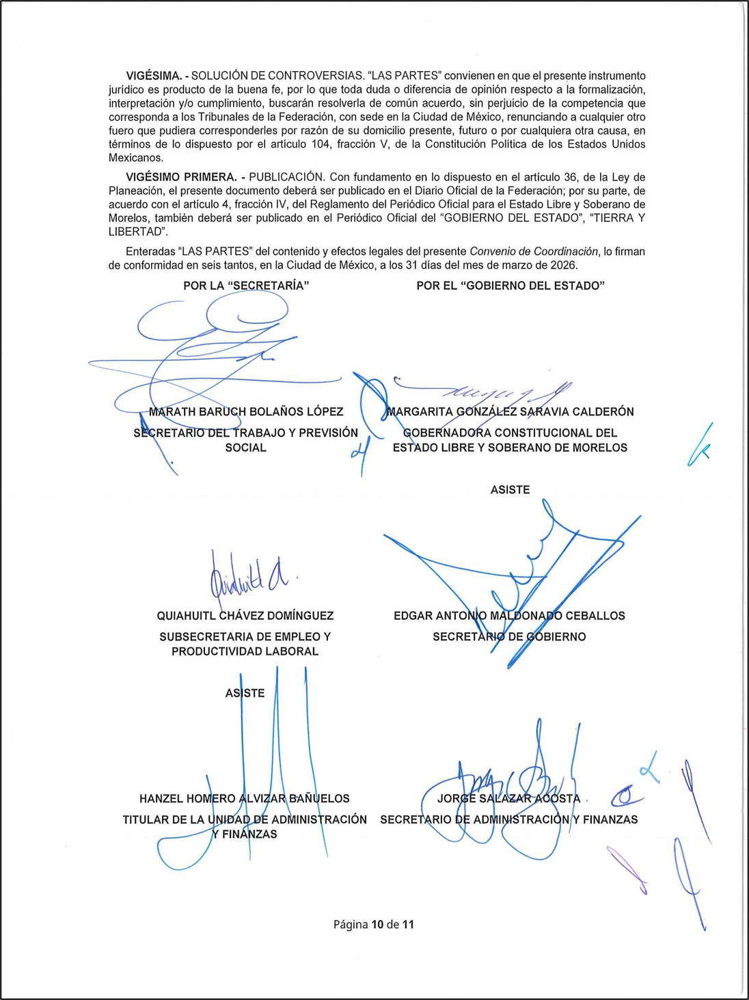 VIGÉSIMA. - SOLUCIÓN DE CONTROVERSIAS. “LAS PARTES” convienen en que el presente instrumento
jurídico es producto de la buena fe, por lo que toda duda o diferencia de opinión respecto a la formalización,
interpretación y/o cumplimiento, buscarán resolverla de común acuerdo, sin perjuicio de la competencia que
corresponda a los Tribunales de la Federación, con sede en la Ciudad de México, renunciando a cualquier otro
fuero que pudiera corresponderles por razón de su domicilio presente, futuro o por cualquiera otra causa, en
términos de lo dispuesto por el artículo 104, fracción V, de la Constitución Política de los Estados Unidos
Mexicanos.
VIGÉSIMO PRIMERA. - PUBLICACIÓN. Con fundamento en lo dispuesto en el artículo 36, de la Ley de
Planeación, el presente documento deberá ser publicado en el Diario Oficial de la Federación; por su parte, de
acuerdo con el artículo 4, fracción IV, del Reglamento del Periódico Oficial para el Estado Libre y Soberano de
Morelos, también deberá ser publicado en el Periódico Oficial del “GOBIERNO DEL ESTADO”, “TIERRA Y
LIBERTAD”.
Enteradas “LAS PARTES” del contenido y efectos legales del presente Convenio de Coordinación, lo firman
de conformidad en seis tantos, en la Ciudad de México, a los 31 días del mes de marzo de 2026.
POR LA “SECRETARÍA”
POR EL “GOBIERNO DEL ESTADO”
MARATH BARUCH BOLAÑOS LÓPEZ
MARGARITA GONZÁLEZ SARAVIA CALDERÓN
SECRETARIO DEL TRABAJO Y PREVISIÓN
SOCIAL
GOBERNADORA CONSTITUCIONAL DEL
ESTADO LIBRE Y SOBERANO DE MORELOS
ASISTE
QUIAHUITL CHÁVEZ DOMÍNGUEZ
EDGAR ANTONIO MALDONADO CEBALLOS
SUBSECRETARIA DE EMPLEO Y
PRODUCTIVIDAD LABORAL
SECRETARIO DE GOBIERNO
ASISTE
HANZEL HOMERO ALVIZAR BAÑUELOS
JORGE SALAZAR ACOSTA
TITULAR DE LA UNIDAD DE ADMINISTRACIÓN
Y FINANZAS
SECRETARIO DE ADMINISTRACIÓN Y FINANZAS
Página 10 de 11